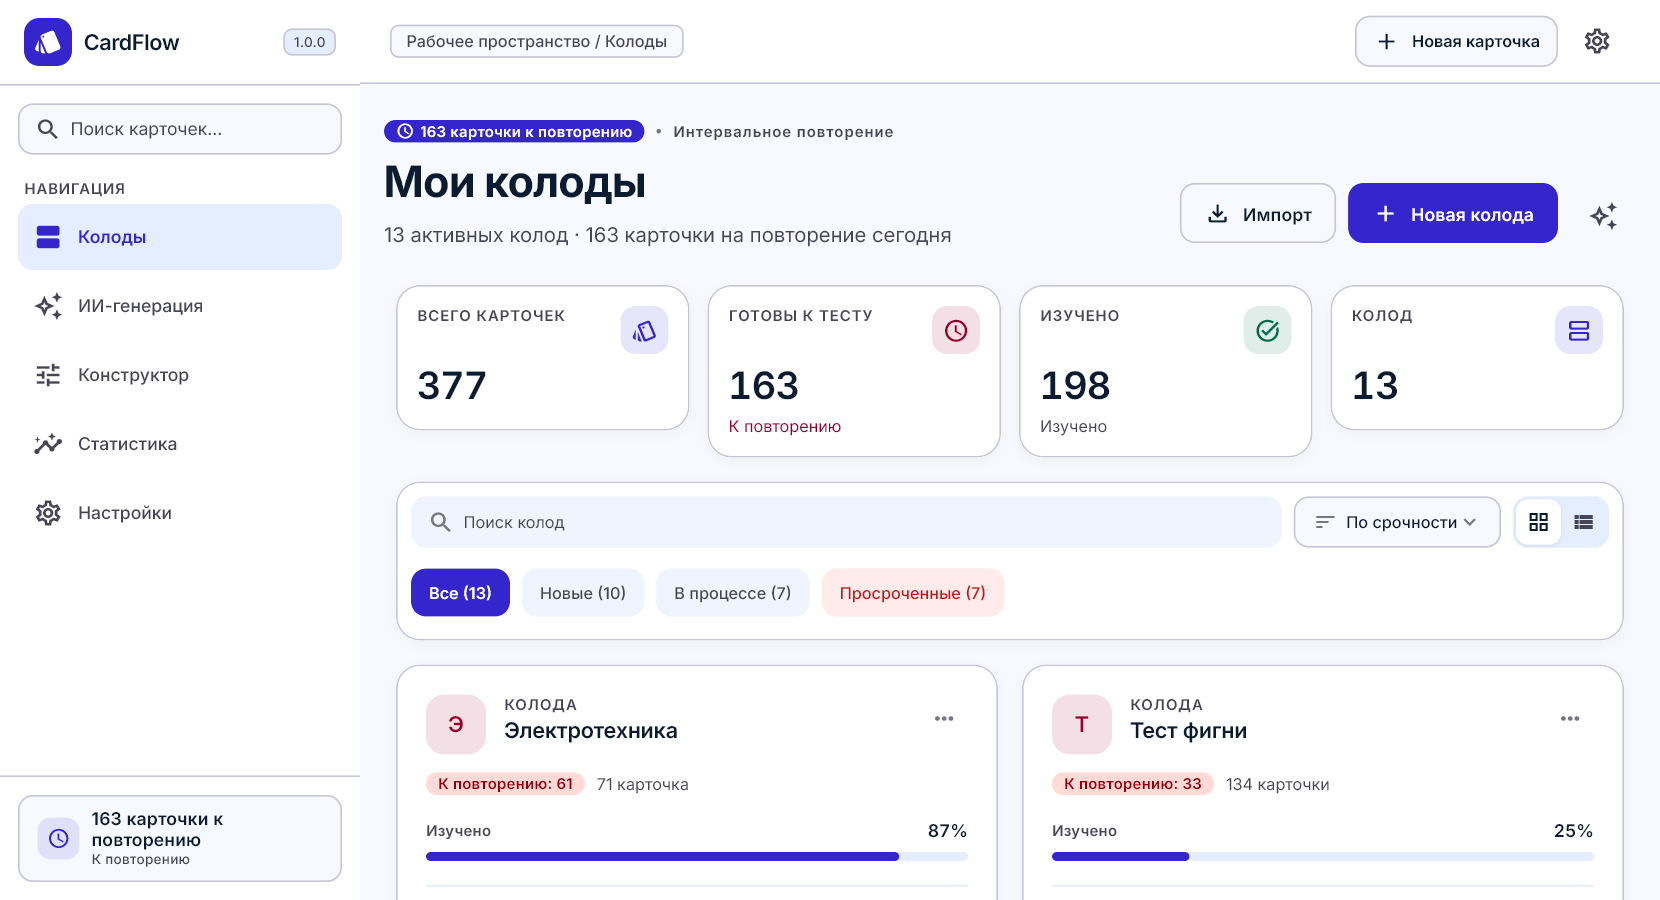 CardFlow
1.0.0
Рабочее пространство / Колоды
Новая карточка
Поиск карточек...
НАВИГАЦИЯ
Колоды
ИИ-генерация
Конструктор
Статистика
Настройки
163 карточки к
повторению
К повторению
163 карточки к повторению • Интервальное повторение
Мои колоды
13 активных колод · 163 карточки на повторение сегодня
Импорт
Новая колода
ВСЕГО КАРТОЧЕК
377
ГОТОВЫ К ТЕСТУ
163
К повторению
ИЗУЧЕНО
198
Изучено
КОЛОД
13
Поиск колод
По срочности
Все (13)
Новые (10)
В процессе (7)
Просроченные (7)
Э
КОЛОДА
Электротехника
К повторению: 61
71 карточка
Изучено
87%
Т
КОЛОДА
Тест фигни
К повторению: 33
134 карточки
Изучено
25%